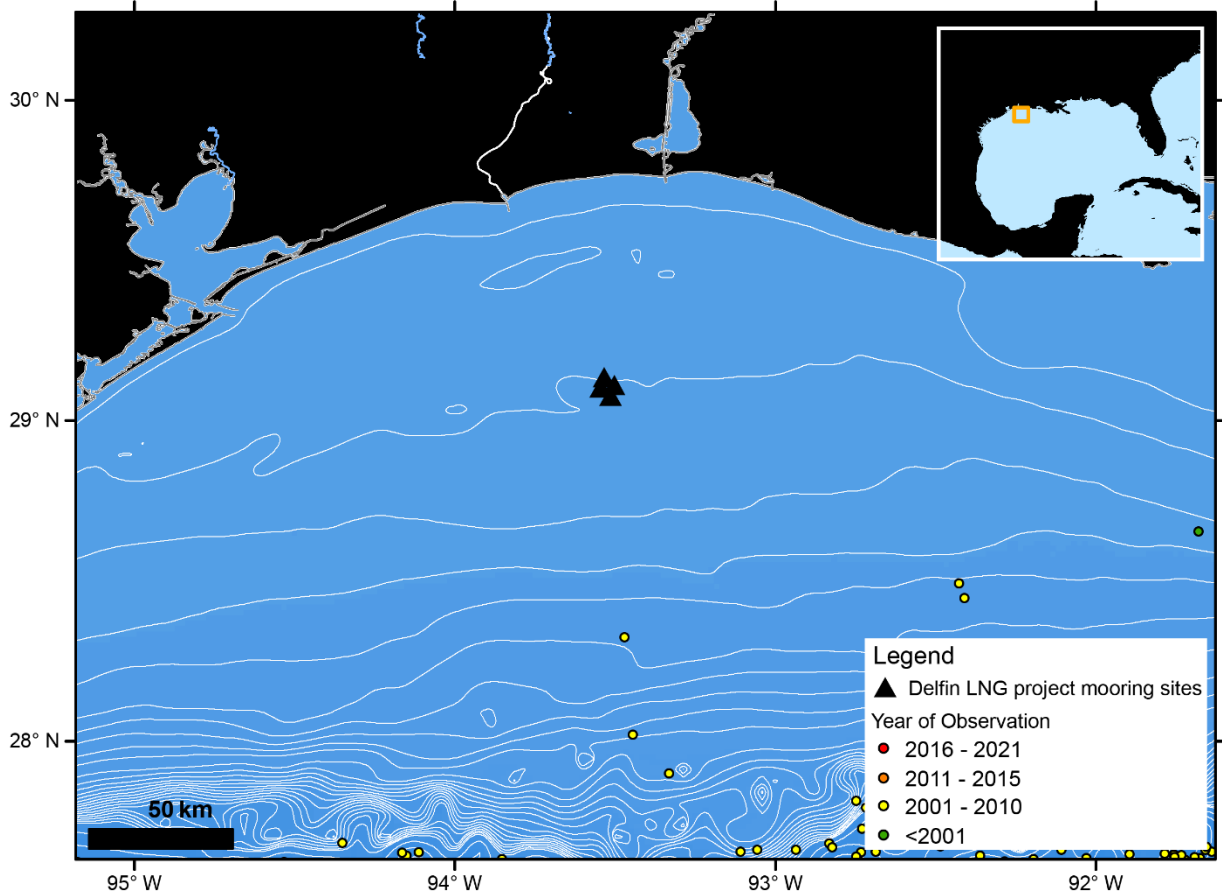 30° N
29° N
28° N
50 km
95° W
94° W
93° W
92° W
Legend
Delfin LNG project mooring sites
Year of Observation
2016 - 2021
2011 - 2015
2001 - 2010
<2001